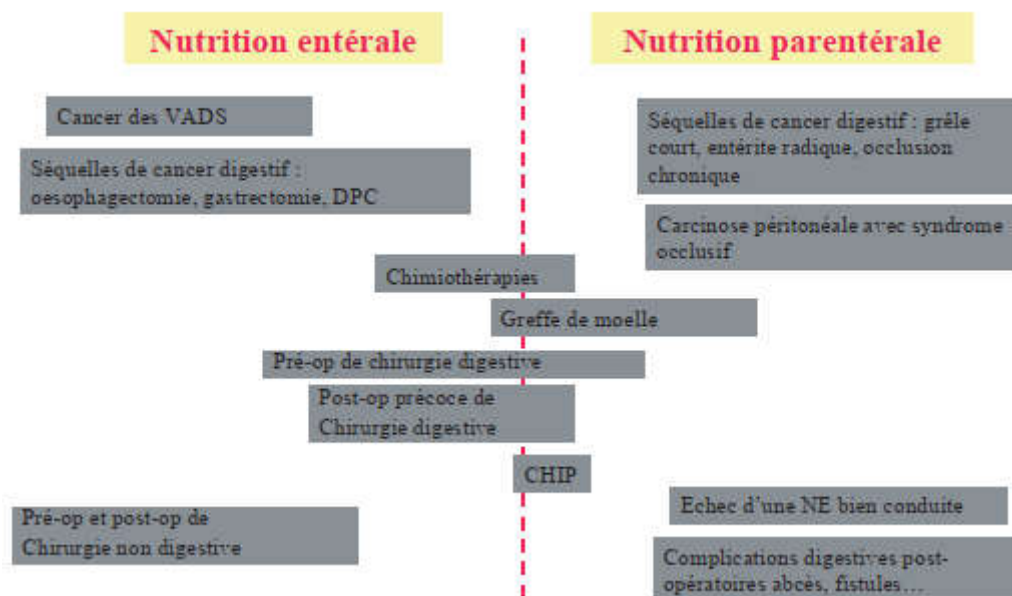 Nutrition entérale
Nutrition parentérale
Cancer des VADS
Séquelles de cancer digestif :
oesophagectomie, gastrectomie, DPC
Séquelles de cancer digestif : grêle
court, entérite radique, occlusion
chronique
Carcinose péritonéale avec syndrome
occlusif
Chimiothérapies
Greffe de moelle
Pré-op de chirurgie digestive
Post-op précoce de
Chirurgie digestive
CHIP
Pré-op et post-op de
Chirurgie non digestive
Echec d'une NE bien conduite
Complications digestives post-
opératoires abcès, fistules…